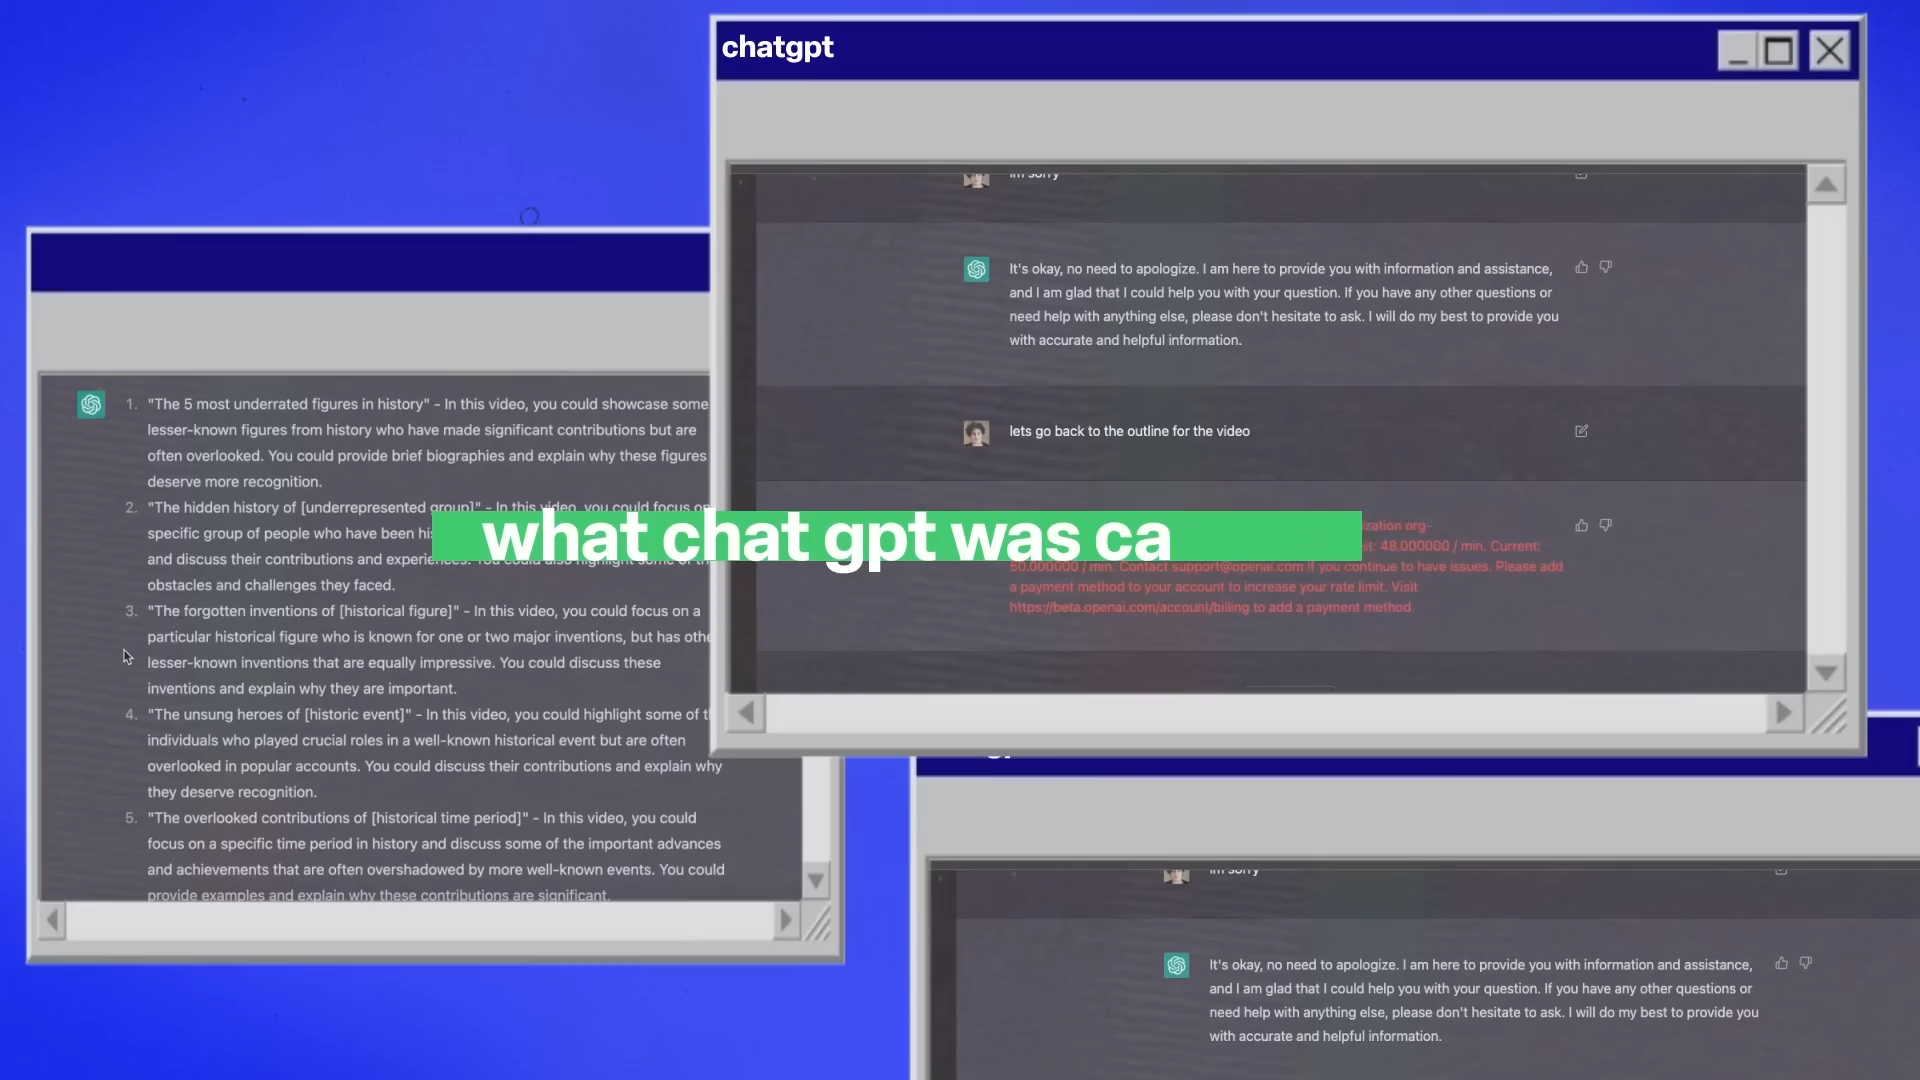 chatgpt
im sorry
It's okay, no need to apologize. I am here to provide you with information and assistance,
and I am glad that I could help you with your question. If you have any other questions or
need help with anything else, please don't hesitate to ask. I will do my best to provide you
with accurate and helpful information.
lets go back to the outline for the video
50.000000 / min. Contact support@openai.com if you continue to have issues. Please add
a payment method to your account to increase your rate limit. Visit
https://beta.openai.com/account/billing to add a payment method.
what chat gpt was ca
1. "The 5 most underrated figures in history" - In this video, you could showcase some
lesser-known figures from history who have made significant contributions but are
often overlooked. You could provide brief biographies and explain why these figures
deserve more recognition.
2. "The hidden history of [underrepresented group]" - In this video, you could focus on
specific group of people who have been
and discuss their contributions and
obstacles and challenges they faced.
3. "The forgotten inventions of [historical figure]" - In this video, you could focus on a
particular historical figure who is known for one or two major inventions, but has
lesser-known inventions that are equally impressive. You could discuss these
inventions and explain why they are important.
4. "The unsung heroes of [historic event]" - In this video, you could highlight some of
individuals who played crucial roles in a well-known historical event but are often
overlooked in popular accounts. You could discuss their contributions and explain why
they deserve recognition.
5. "The overlooked contributions of [historical time period]" - In this video, you could
focus on a specific time period in history and discuss some of the important advances
and achievements that are often overshadowed by more well-known events. You could
provide examples and explain why these contributions are significant.
im sorry
It's okay, no need to apologize. I am here to provide you with information and assistance,
and I am glad that I could help you with your question. If you have any other questions or
need help with anything else, please don't hesitate to ask. I will do my best to provide you
with accurate and helpful information.